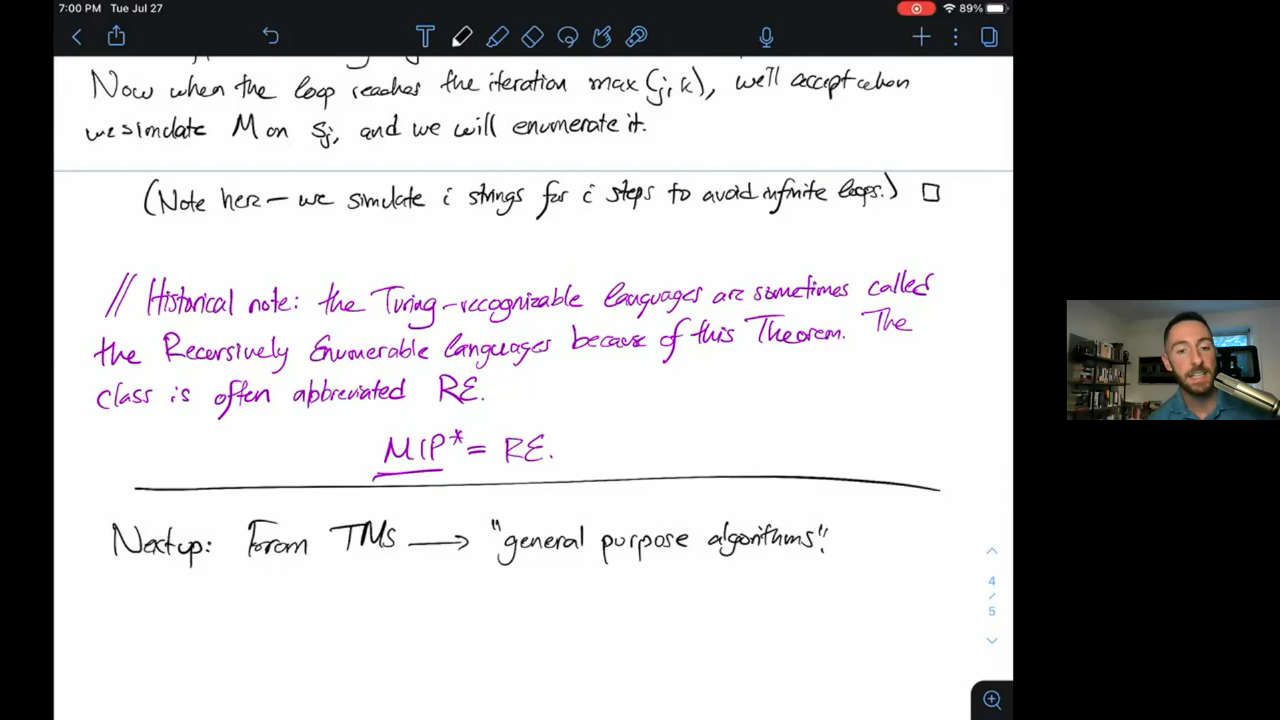 7:00 PM Tue Jul 27
89%
Now when the loop reaches the iteration max(j,k), we'll accept when
we simulate M on sj, and we will enumerate it.
(Note here— we simulate i strings for i steps to avoid infinite loops.) □
// Historical note: the Turing-recognizable languages are sometimes called
the Recursively Enumerable languages because of this Theorem. The
class is often abbreviated RE.
MIP* = RE.
Next up: From TMs → "general purpose algorithms".
4
/
5